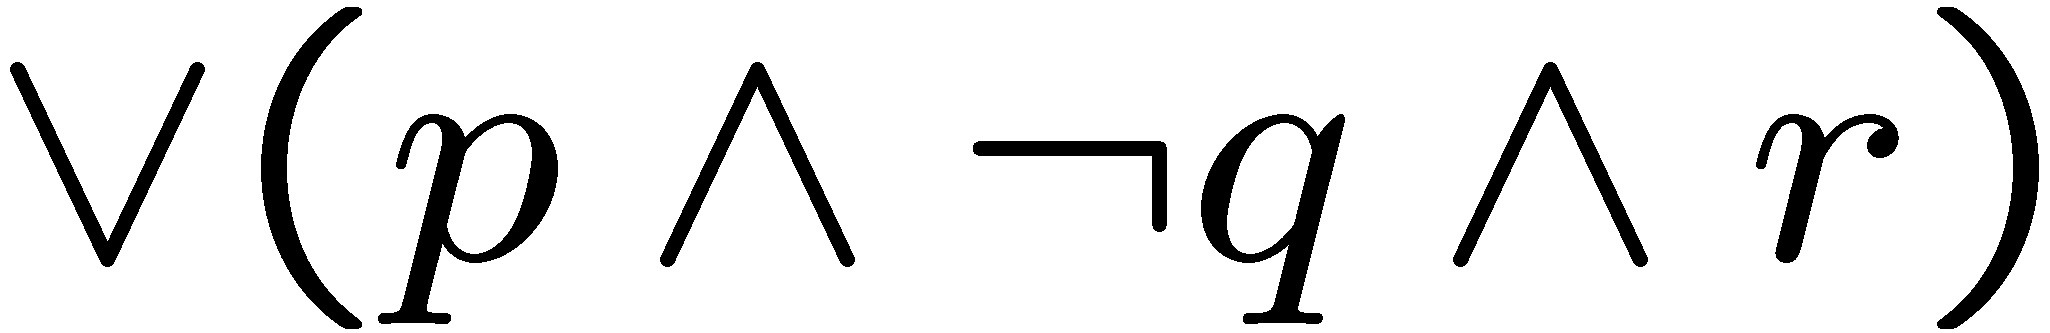 ∨(p ∧ ¬q ∧ r)